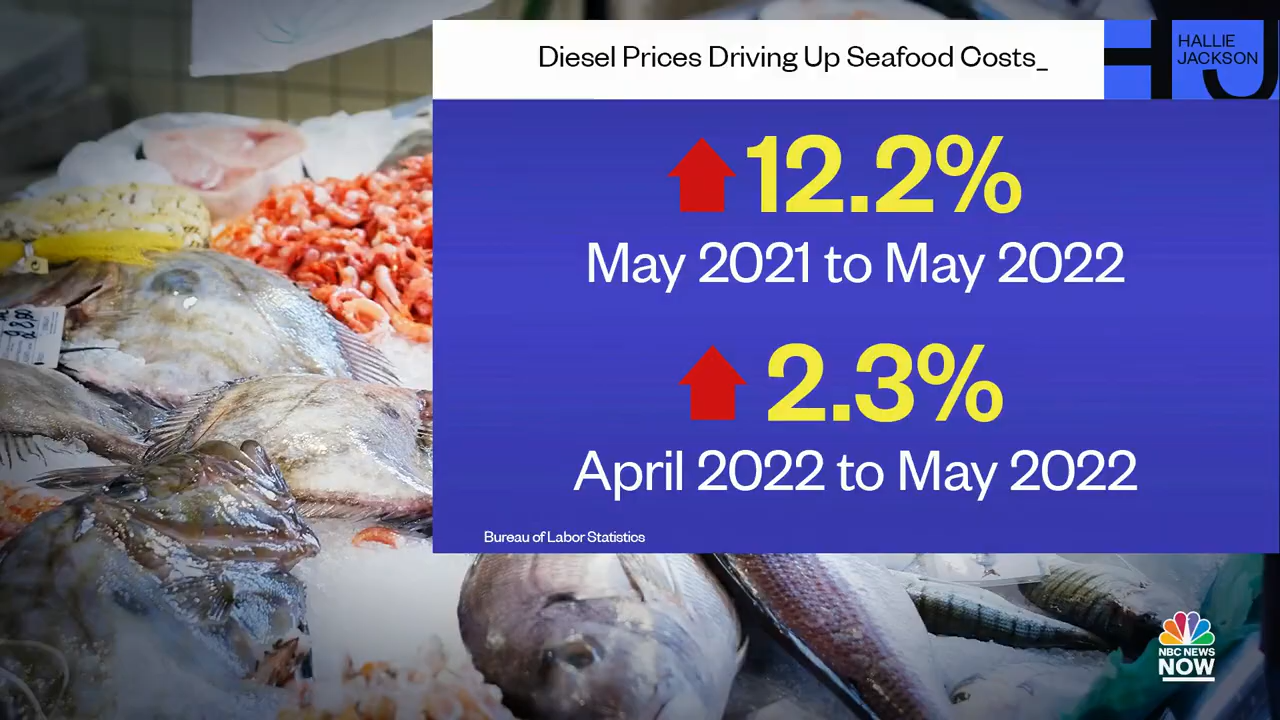 Diesel Prices Driving Up Seafood Costs_
HALLIE
JACKSON
HJ
12.2%
May 2021 to May 2022
2.3%
April 2022 to May 2022
Bureau of Labor Statistics
NBC NEWS
NOW